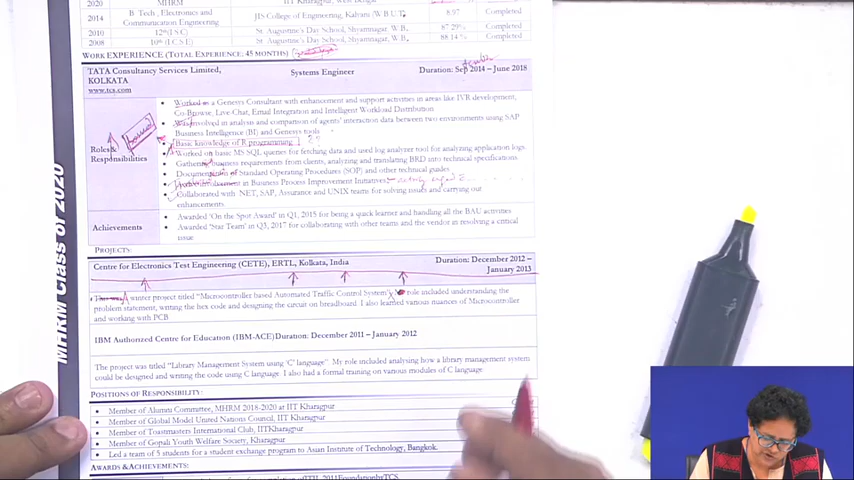 2020 MHRM IIT Kharagpur, West Bengal
2014 B Tech, Electronics and Communication Engineering JIS College of Engineering, Kalyani (W B U T) 8.97 Completed
2010 12th(I S C) St Augustine's Day School, Shyamnagar, W.B. 87.29% Completed
2008 10th (I.C.S.E) St Augustine's Day School, Shyamnagar, W.B. 88.14% Completed
WORK EXPERIENCE (TOTAL EXPERIENCE: 45 MONTHS)
TATA Consultancy Services Limited, KOLKATA Systems Engineer Duration: Sep 2014 – June 2018
www.tcs.com
Roles & Responsibilities
• Worked as a Genesys Consultant with enhancement and support activities in areas like IVR development,
Co-Browse, Live-Chat, Email Integration and Intelligent Workload Distribution
• Was involved in analysis and comparison of agents' interaction data between two environments using SAP
Business Intelligence (BI) and Genesys tools
• Basic knowledge of R programming ??
• Worked on basic MS SQL queries for fetching data and used log analyzer tool for analyzing application logs
• Gathering business requirements from clients, analyzing and translating BRD into technical specifications
• Documentation of Standard Operating Procedures (SOP) and other technical guides
in Business Process Improvement Initiatives
• Collaborated with NET, SAP, Assurance and UNIX teams for solving issues and carrying out
enhancements
Achievements
• Awarded 'On the Spot Award' in Q1, 2015 for being a quick learner and handling all the BAU activities
• Awarded 'Star Team' in Q3, 2017 for collaborating with other teams and the vendor in resolving a critical
issue
PROJECTS:
Centre for Electronics Test Engineering (CETE), ERTL, Kolkata, India Duration: December 2012 – January 2013
winter project titled "Microcontroller based Automated Traffic Control System" role included understanding the
problem statement, writing the hex code and designing the circuit on breadboard. I also learned various nuances of Microcontroller
and working with PCB
IBM Authorized Centre for Education (IBM-ACE)Duration: December 2011 – January 2012
The project was titled "Library Management System using 'C' language". My role included analysing how a library management system
could be designed and writing the code using C language. I also had a formal training on various modules of C language
POSITIONS OF RESPONSIBILITY:
• Member of Alumni Committee, MHRM 2018-2020 at IIT Kharagpur
• Member of Global Model United Nations Council, IIT Kharagpur
• Member of Toastmasters International Club, IITKharagpur
• Member of Gopali Youth Welfare Society, Kharagpur
• Led a team of 5 students for a student exchange program to Asian Institute of Technology, Bangkok.
AWARDS & ACHIEVEMENTS:
MHRM Class of 2020